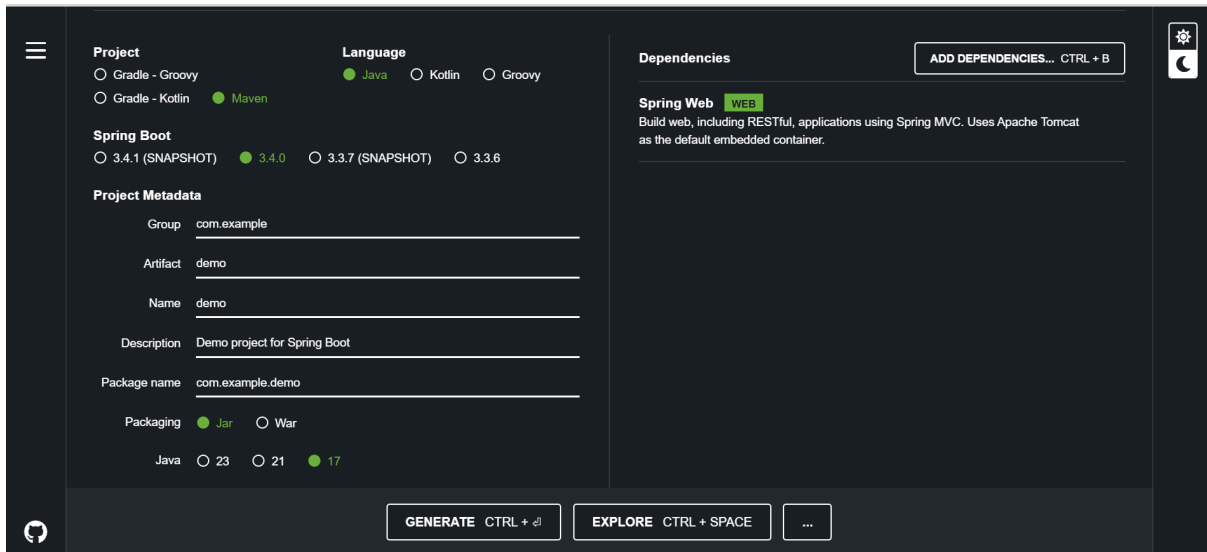 Project
Gradle - Groovy
Gradle - Kotlin Maven
Language
Java Kotlin Groovy
Spring Boot
3.4.1 (SNAPSHOT) 3.4.0 3.3.7 (SNAPSHOT) 3.3.6
Project Metadata
Group com.example
Artifact demo
Name demo
Description Demo project for Spring Boot
Package name com.example.demo
Packaging Jar War
Java 23 21 17
Dependencies ADD DEPENDENCIES... CTRL + B
Spring Web WEB
Build web, including RESTful, applications using Spring MVC. Uses Apache Tomcat
as the default embedded container.
GENERATE CTRL + ⏎ EXPLORE CTRL + SPACE ...